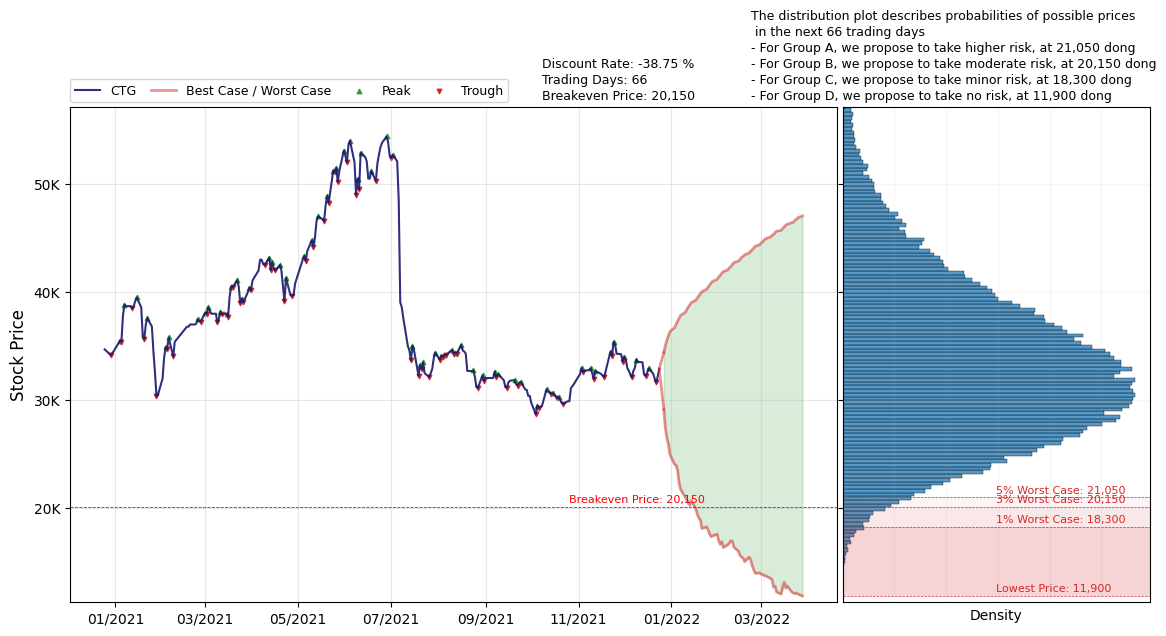 The distribution plot describes probabilities of possible prices
in the next 66 trading days
- For Group A, we propose to take higher risk, at 21,050 dong
- For Group B, we propose to take moderate risk, at 20,150 dong
- For Group C, we propose to take minor risk, at 18,300 dong
- For Group D, we propose to take no risk, at 11,900 dong
Discount Rate: -38.75 %
Trading Days: 66
Breakeven Price: 20,150
CTG Best Case / Worst Case Peak Trough
Stock Price
50K
40K
30K
20K
Breakeven Price: 20,150
5% Worst Case: 21,050
3% Worst Case: 20,150
1% Worst Case: 18,300
Lowest Price: 11,900
01/2021 03/2021 05/2021 07/2021 09/2021 11/2021 01/2022 03/2022
Density